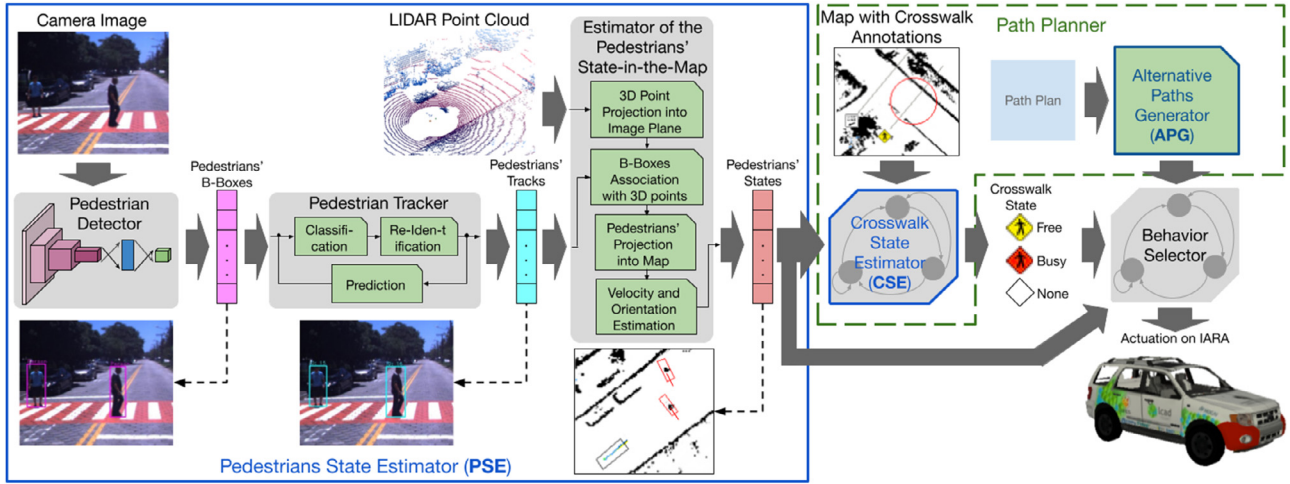 Camera Image
LIDAR Point Cloud
Estimator of the
Pedestrians'
State-in-the-Map
3D Point
Projection into
Image Plane
B-Boxes
Association
with 3D points
Pedestrians'
Projection
into Map
Velocity and
Orientation
Estimation
Pedestrian
Detector
Pedestrians'
B-Boxes
Pedestrian Tracker
Classifi-
cation
Re-Iden-t
ification
Prediction
Pedestrians'
Tracks
Pedestrians'
States
Pedestrians State Estimator (PSE)
Map with Crosswalk
Annotations
Path Planner
Path Plan
Alternative
Paths
Generator
(APG)
Crosswalk
State
Estimator
(CSE)
Crosswalk
State
Free
Busy
None
Behavior
Selector
Actuation on IARA
lcad